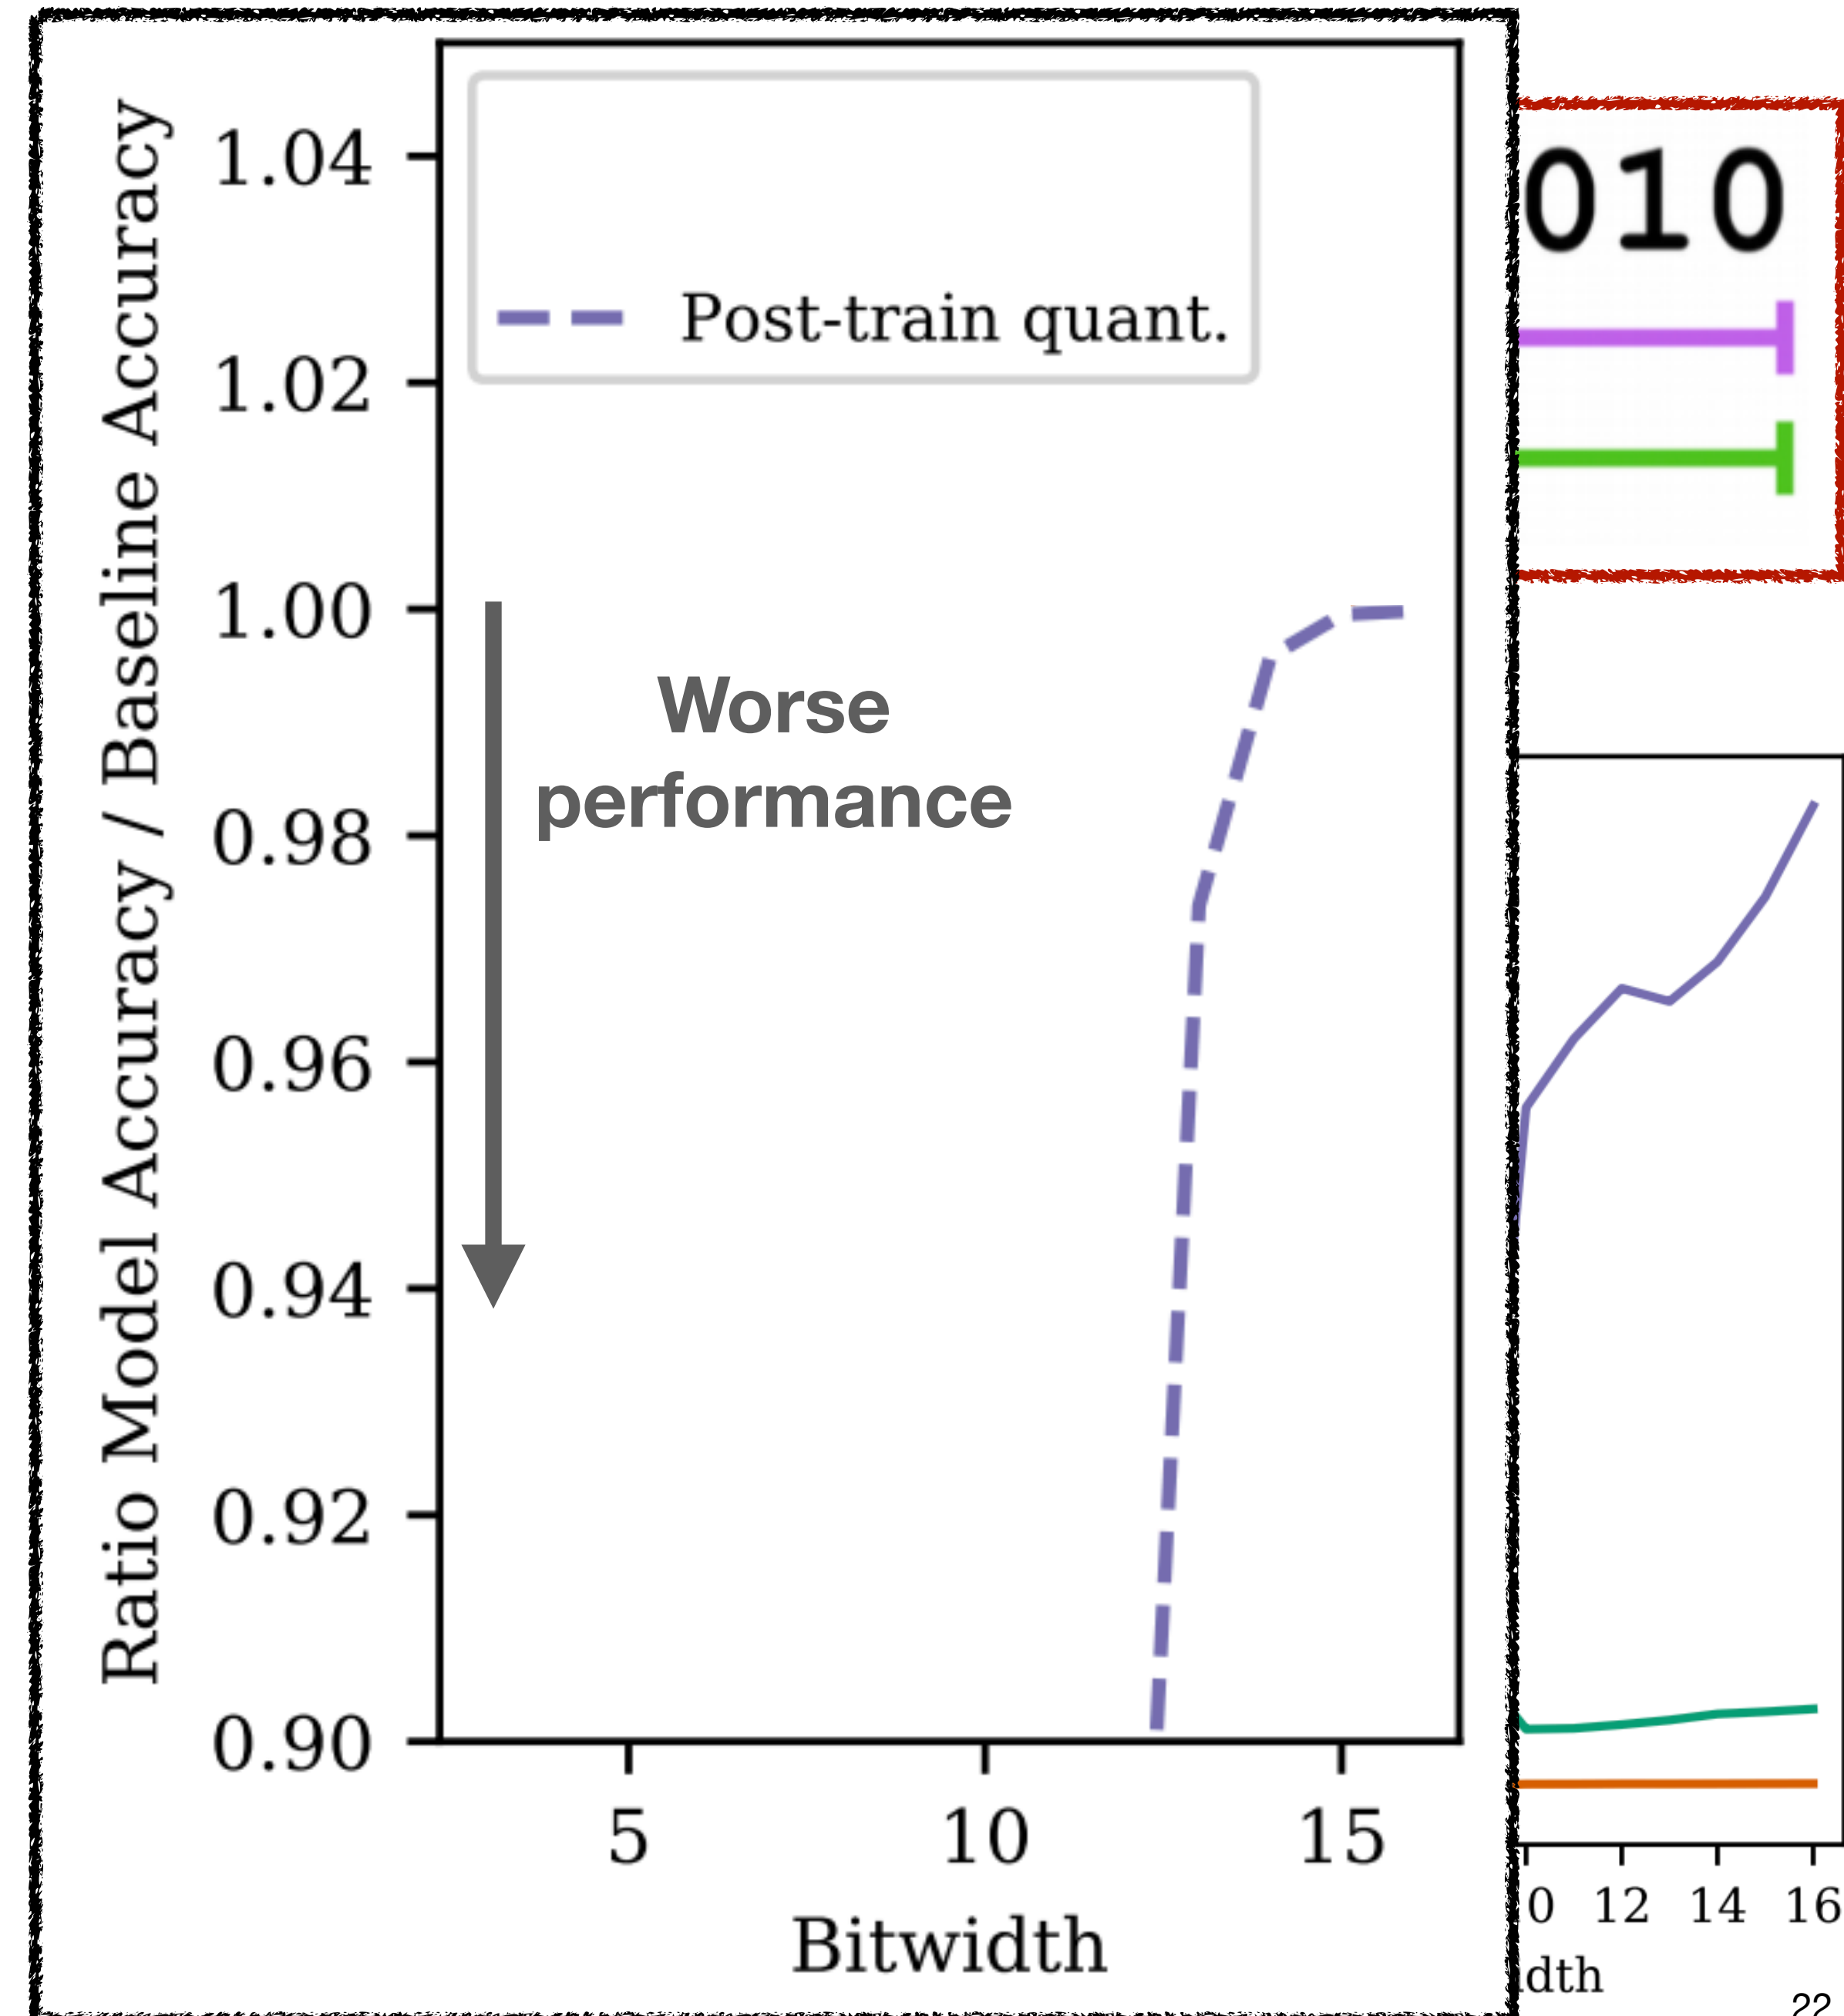 Ratio Model Accuracy / Baseline Accuracy
1.04
1.02
1.00
0.98
0.96
0.94
0.92
0.90
Post-train quant.
Worse
performance
5 10 15
Bitwidth
010
0 12 14 16
dth
22